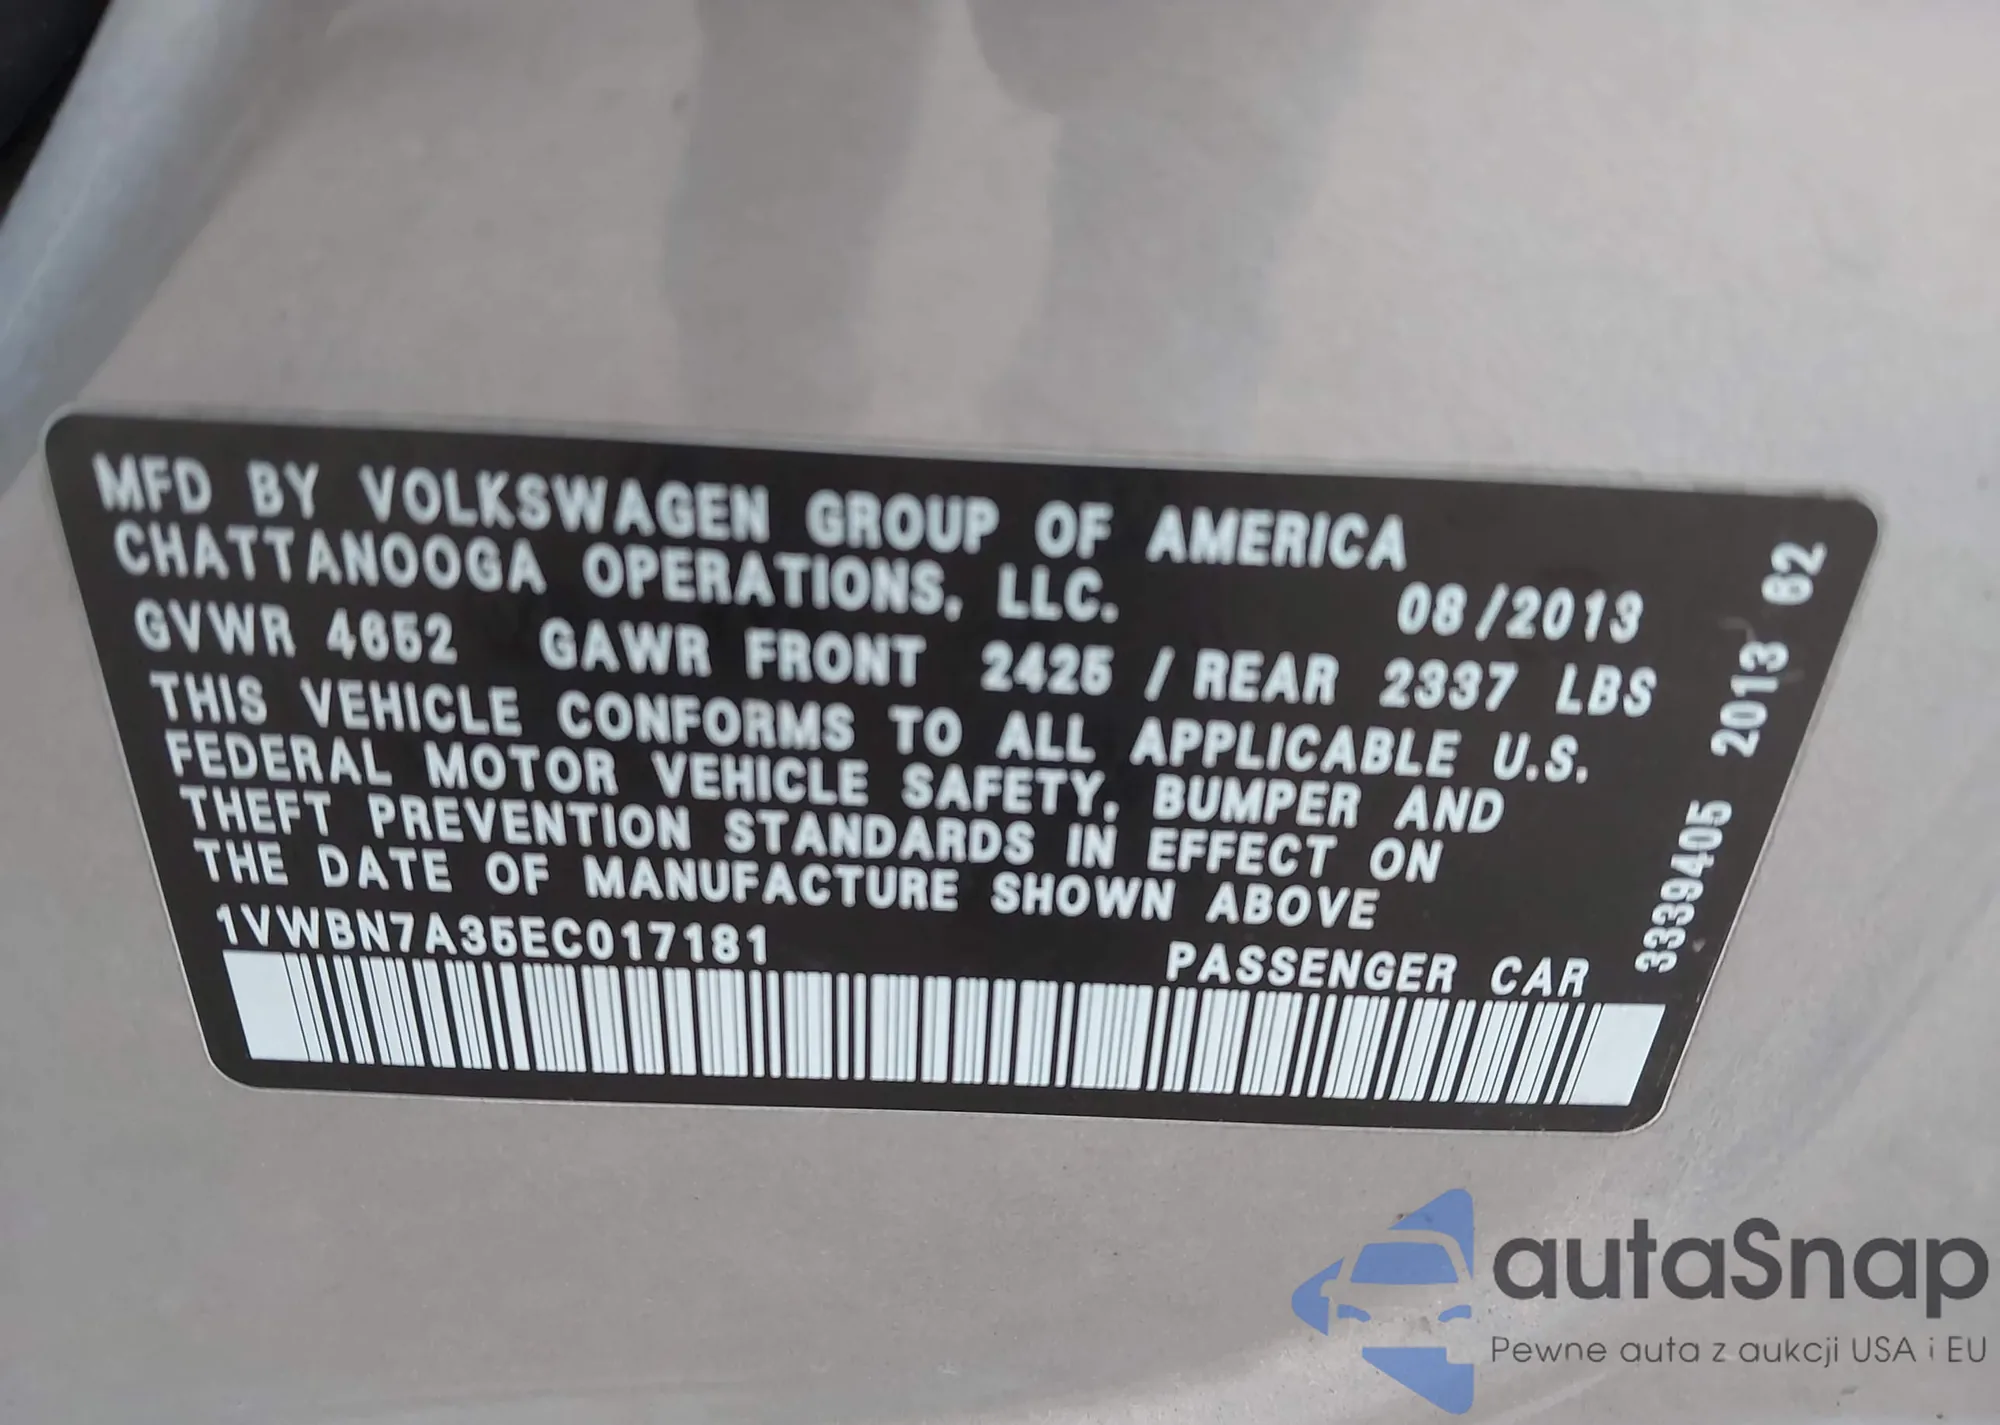 MFD BY VOLKSWAGEN GROUP OF AMERICA
CHATTANOOGA OPERATIONS, LLC.
08/2013
GVWR 4652 GAWR FRONT 2425 / REAR 2337 LBS
THIS VEHICLE CONFORMS TO ALL APPLICABLE U.S.
FEDERAL MOTOR VEHICLE SAFETY, BUMPER AND
THEFT PREVENTION STANDARDS IN EFFECT ON
THE DATE OF MANUFACTURE SHOWN ABOVE
1VWBN7A35EC017181
PASSENGER CAR
3339405 2013 62
autaSnap
Pewne auta z aukcji USA i EU